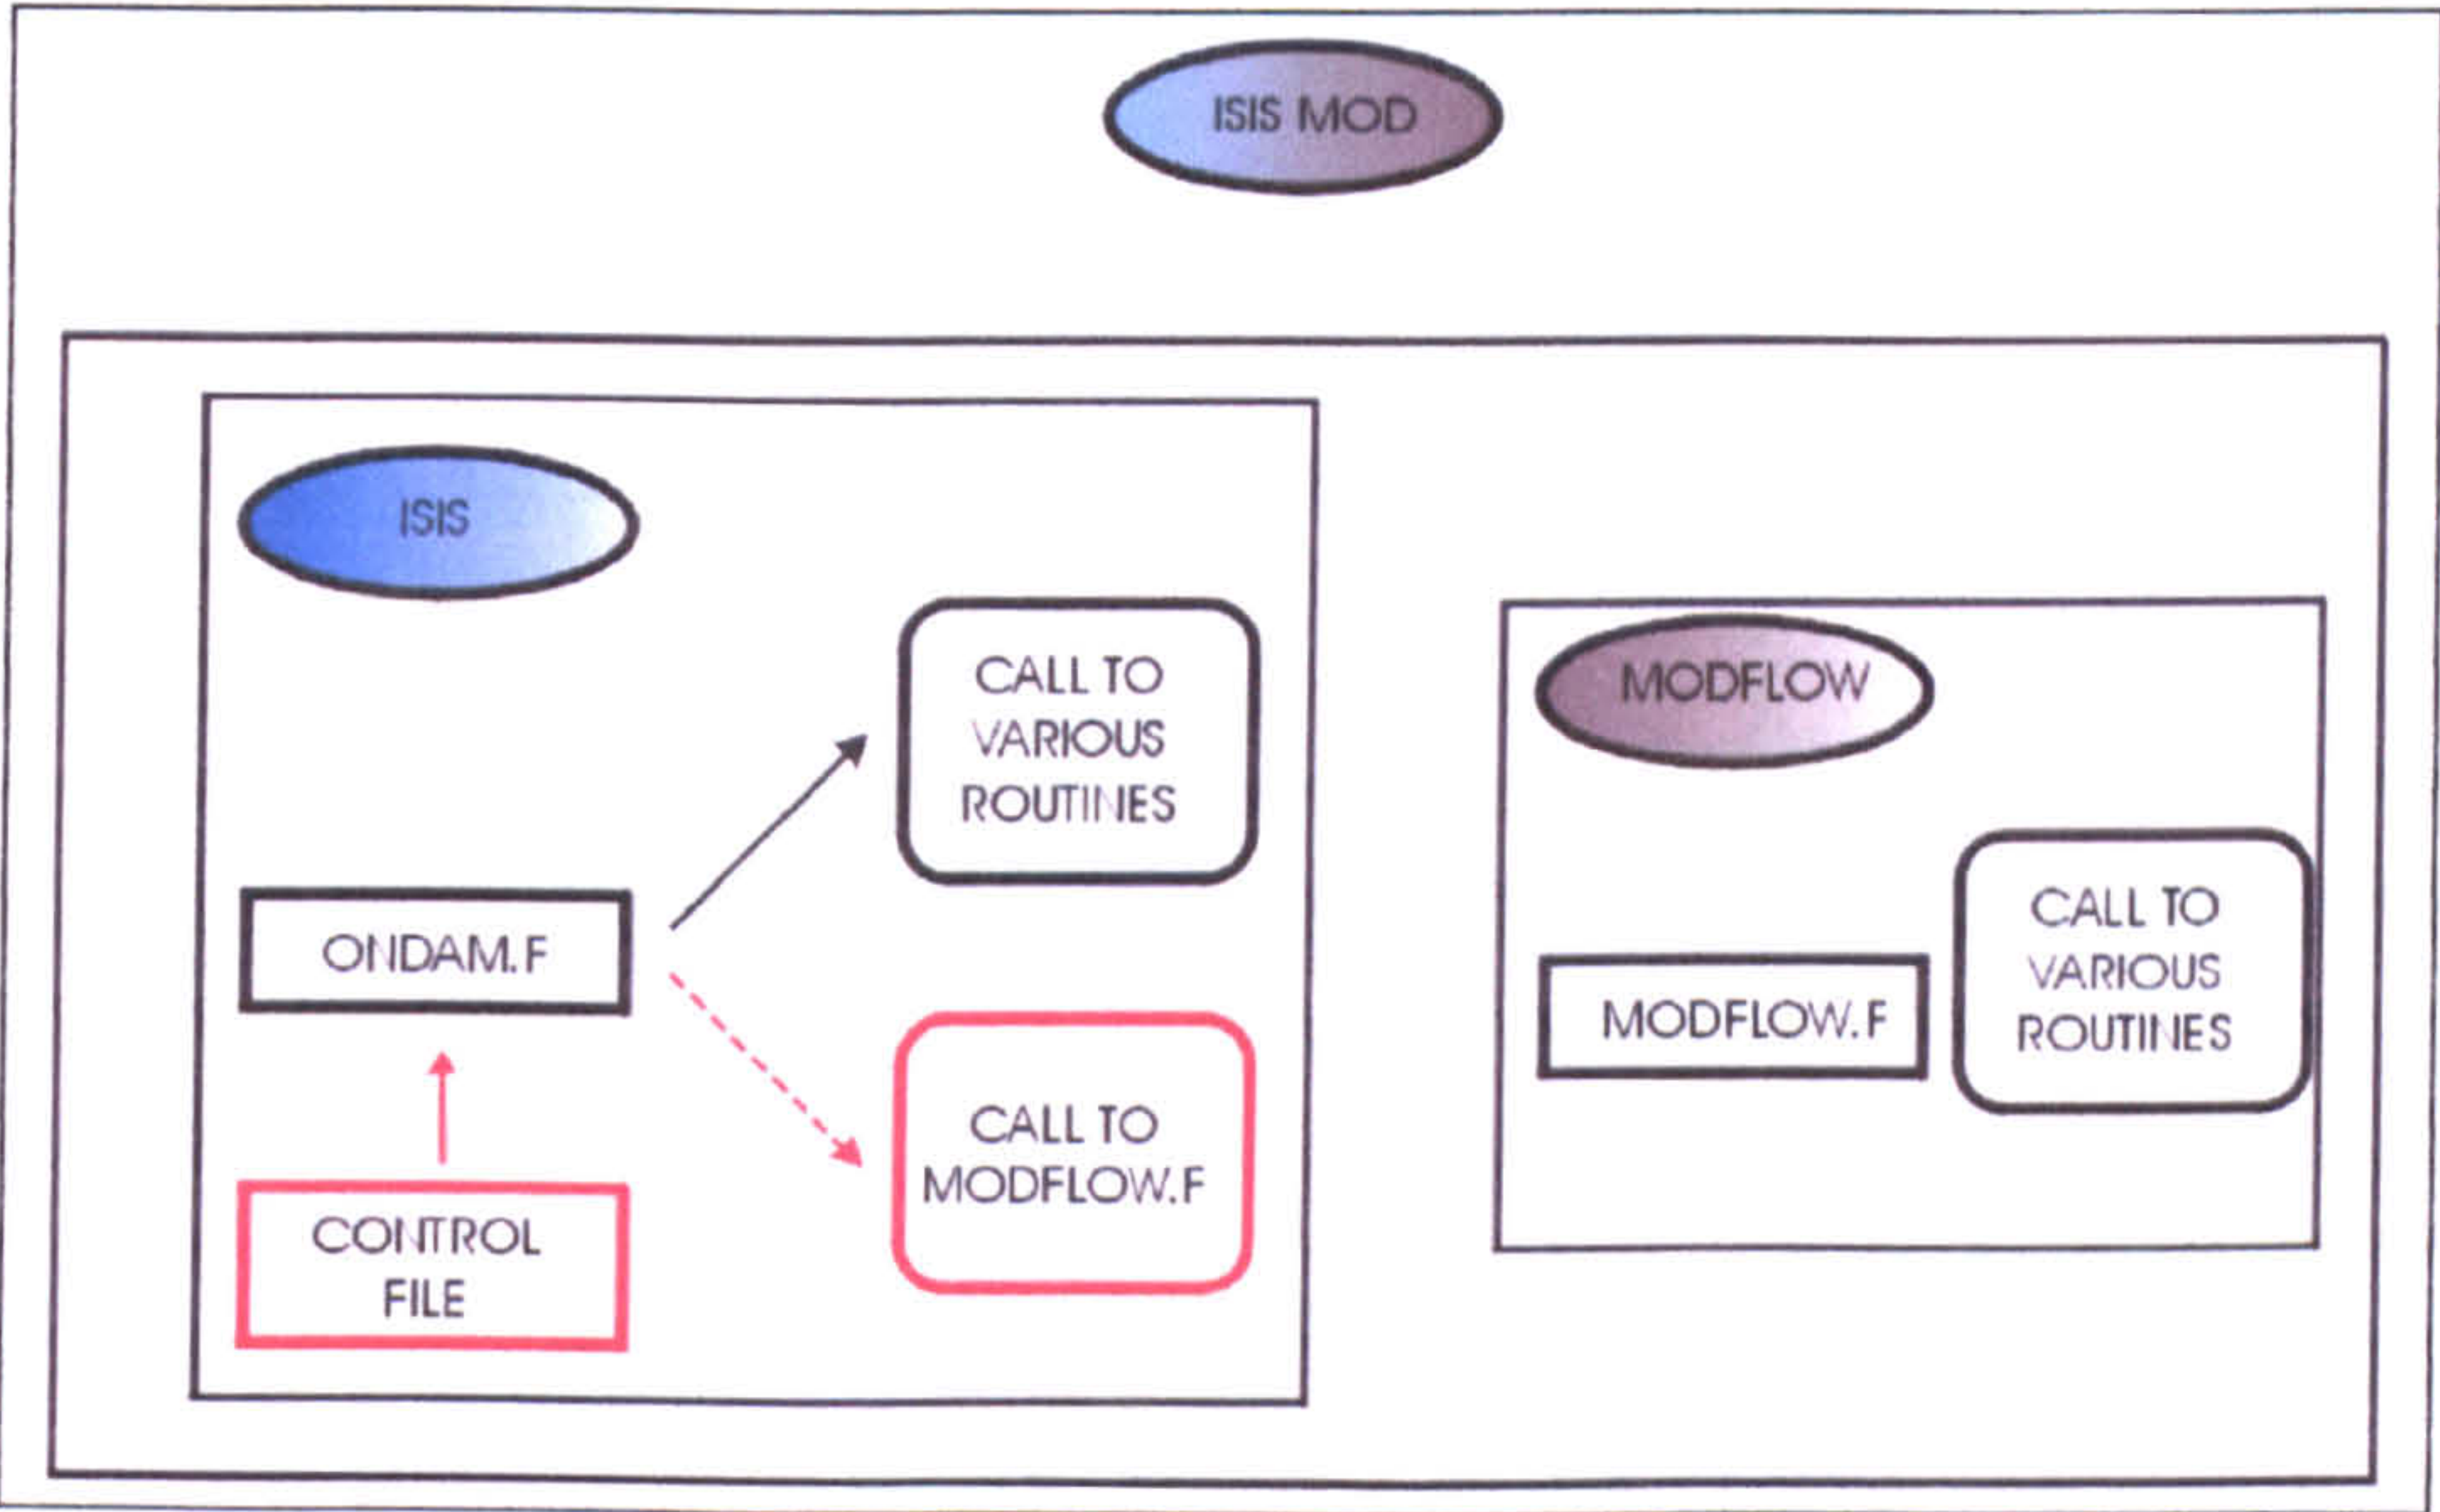 ISIS MOD
ISIS
CALL TO
VARIOUS
ROUTINES
ONDAM.F
CALL TO
MODFLOW.F
CONTROL
FILE
MODFLOW
MODFLOW.F
CALL TO
VARIOUS
ROUTINES